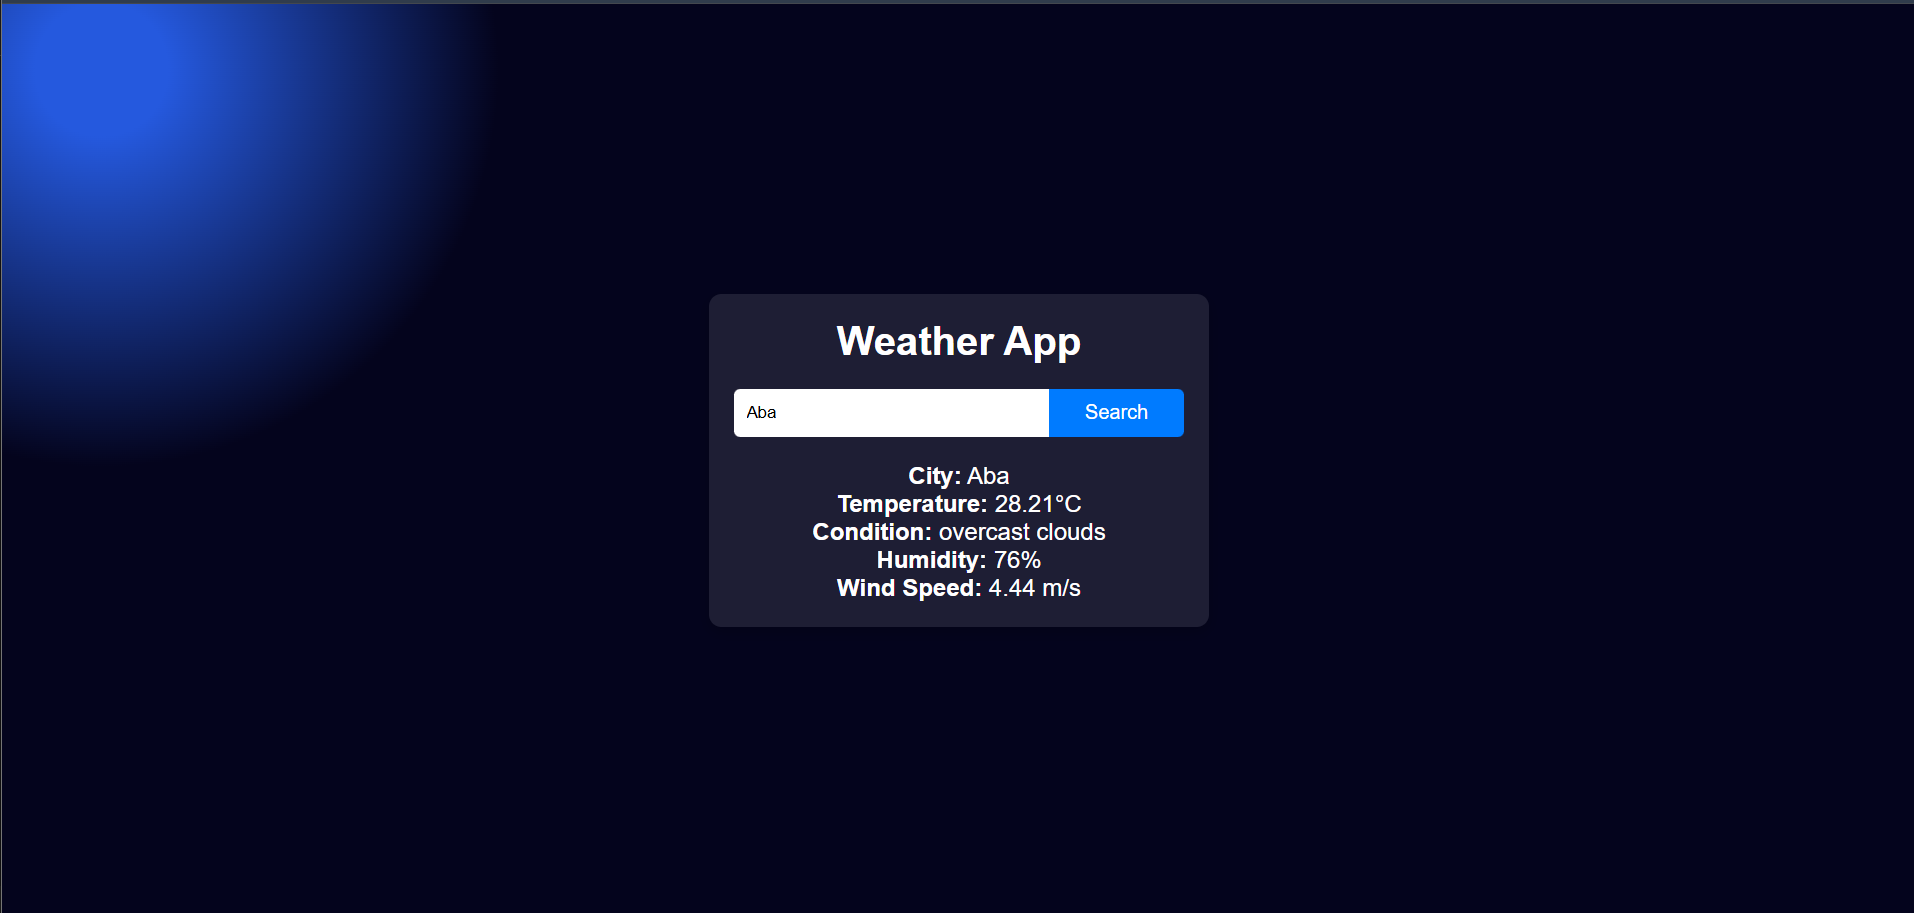 Weather App
Aba
Search
City: Aba
Temperature: 28.21°C
Condition: overcast clouds
Humidity: 76%
Wind Speed: 4.44 m/s